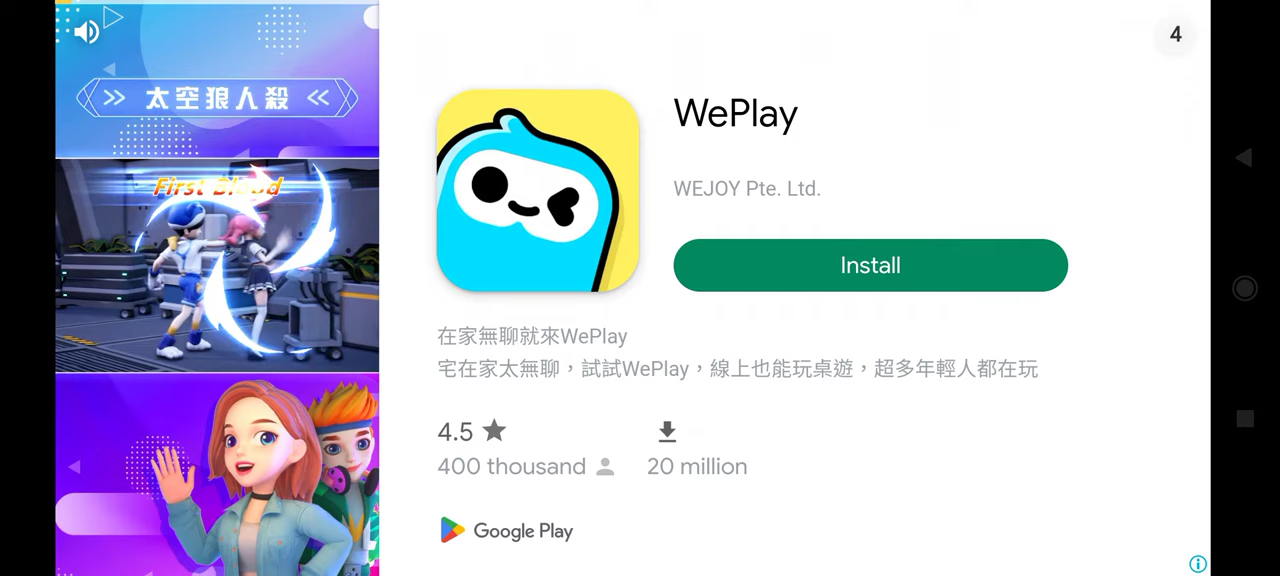 太空狼人殺
First Blood
4
WePlay
WEJOY Pte. Ltd.
Install
在家無聊就來WePlay
宅在家太無聊，試試WePlay，線上也能玩桌遊，超多年輕人都在玩
4.5
400 thousand
20 million
Google Play